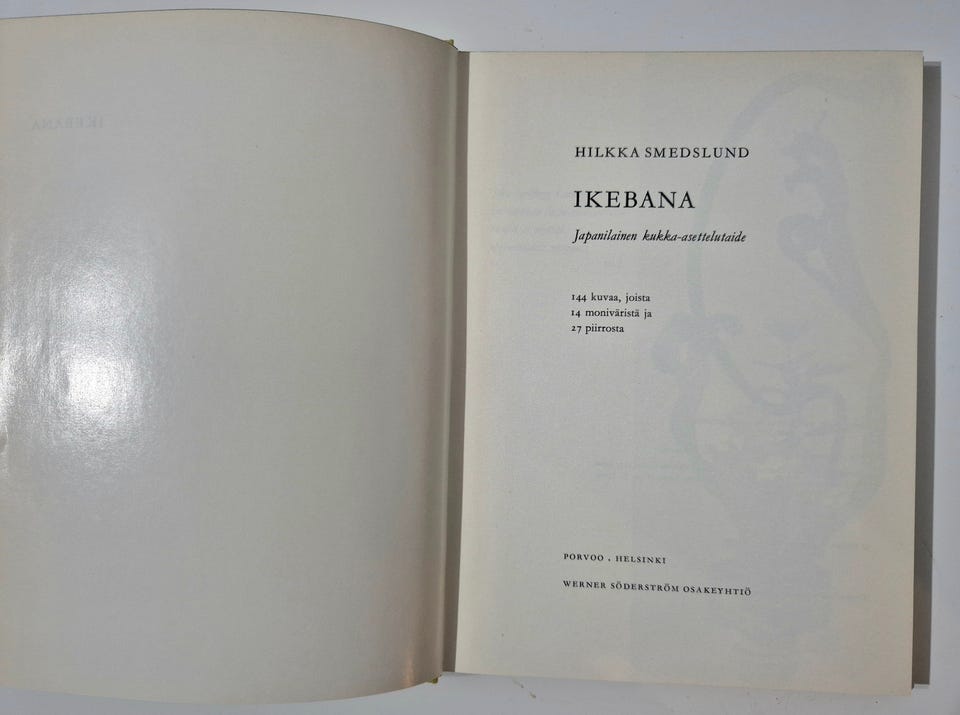 IKEBANA
HILKKA SMEDSLUND
IKEBANA
Japanilainen kukka-asettelutaide
144 kuvaa, joista
14 moniväristä ja
27 piirrosta
PORVOO . HELSINKI
WERNER SÖDERSTRÖM OSAKEYHTIÖ